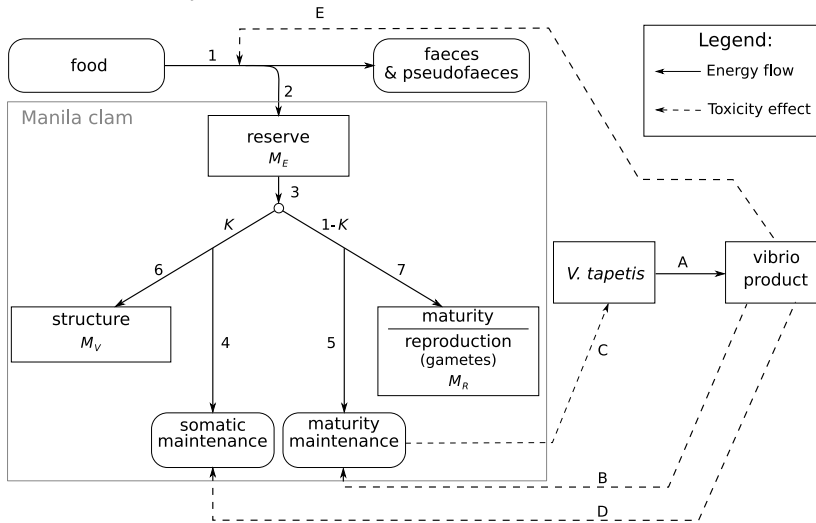 E
Legend:
Energy flow
Toxicity effect
food
1
faeces
& pseudofaeces
2
Manila clam
reserve
M_E
3
K
1-K
6
7
V. tapetis
A
vibrio
product
structure
M_V
4
5
maturity
reproduction
(gametes)
M_R
C
somatic
maintenance
maturity
maintenance
B
D